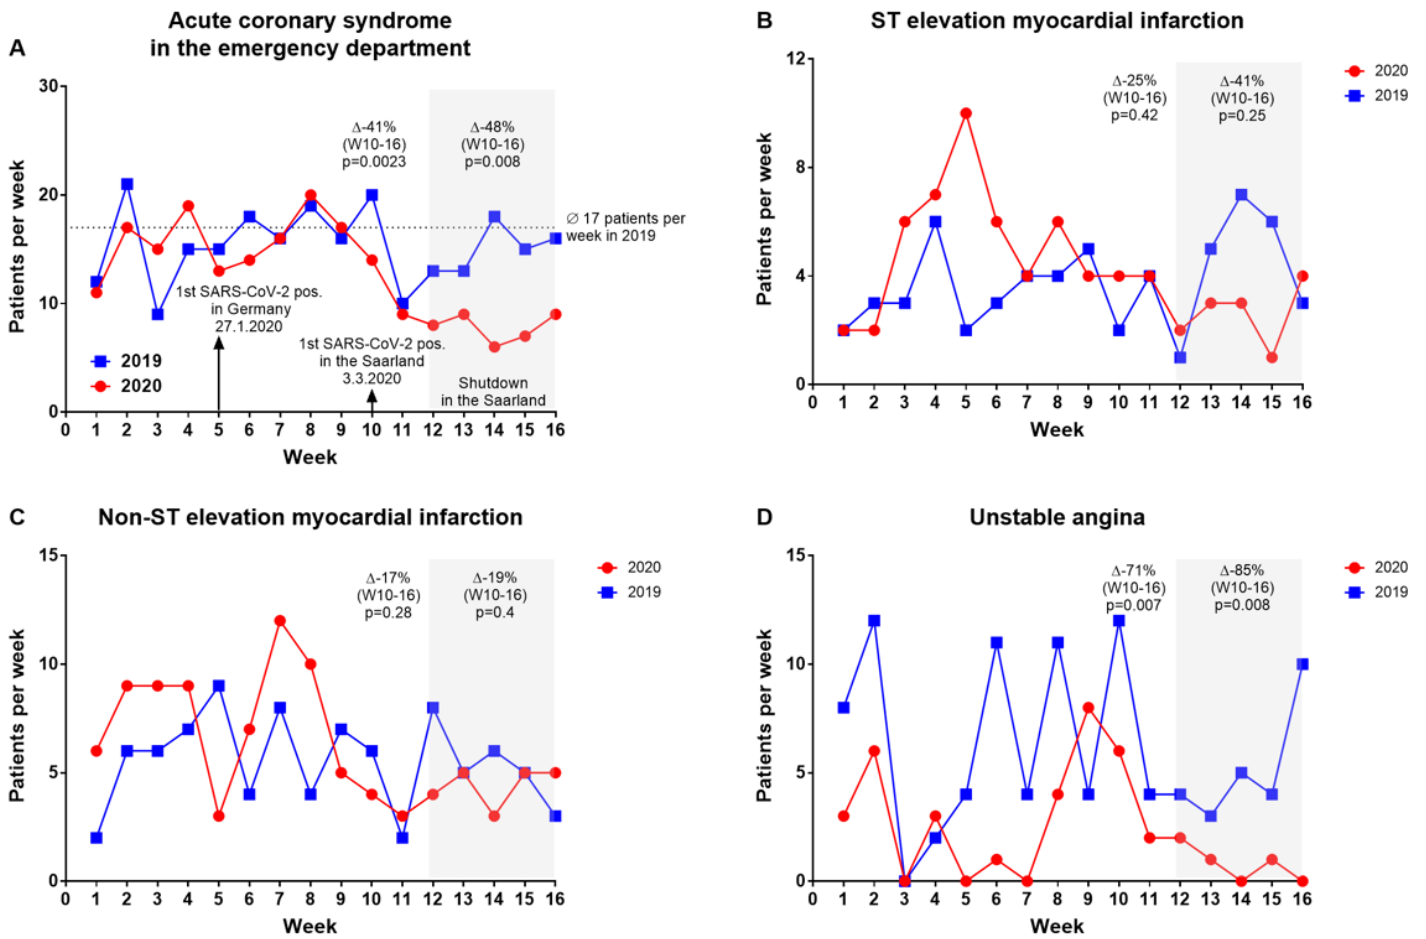 A
Acute coronary syndrome
in the emergency department
Patients per week
30
20
10
0
Δ-41%
(W10-16)
p=0.0023
Δ-48%
(W10-16)
p=0.008
Ø 17 patients per
week in 2019
1st SARS-CoV-2 pos.
in Germany
27.1.2020
1st SARS-CoV-2 pos.
in the Saarland
3.3.2020
Shutdown
in the Saarland
2019
2020
0 1 2 3 4 5 6 7 8 9 10 11 12 13 14 15 16
Week
B
ST elevation myocardial infarction
Patients per week
12
8
4
0
Δ-25%
(W10-16)
p=0.42
Δ-41%
(W10-16)
p=0.25
2020
2019
0 1 2 3 4 5 6 7 8 9 10 11 12 13 14 15 16
Week
C
Non-ST elevation myocardial infarction
Patients per week
15
10
5
0
Δ-17%
(W10-16)
p=0.28
Δ-19%
(W10-16)
p=0.4
2020
2019
0 1 2 3 4 5 6 7 8 9 10 11 12 13 14 15 16
Week
D
Unstable angina
Patients per week
15
10
5
0
Δ-71%
(W10-16)
p=0.007
Δ-85%
(W10-16)
p=0.008
2020
2019
0 1 2 3 4 5 6 7 8 9 10 11 12 13 14 15 16
Week